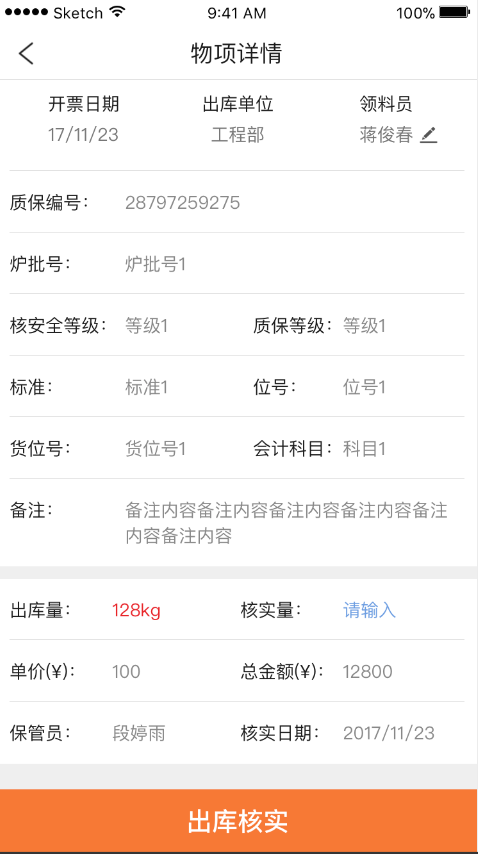 Sketch 9:41 AM 100%
物项详情
开票日期 出库单位 领料员
17/11/23 工程部 蒋俊春
质保编号： 28797259275
炉批号： 炉批号1
核安全等级： 等级1 质保等级： 等级1
标准： 标准1 位号： 位号1
货位号： 货位号1 会计科目： 科目1
备注： 备注内容备注内容备注内容备注内容备注
内容备注内容
出库量： 128kg 核实量： 请输入
单价(¥)： 100 总金额(¥)： 12800
保管员： 段婷雨 核实日期： 2017/11/23
出库核实